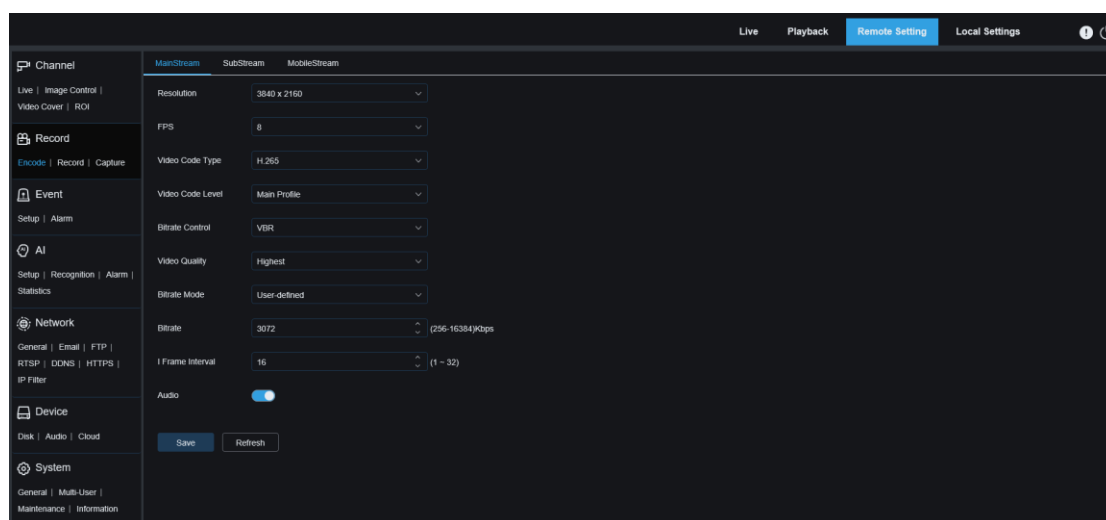 Live Playback Remote Setting Local Settings
Channel
Live | Image Control |
Video Cover | ROI
Record
Encode | Record | Capture
Event
Setup | Alarm
AI
Setup | Recognition | Alarm |
Statistics
Network
General | Email | FTP |
RTSP | DDNS | HTTPS |
IP Filter
Device
Disk | Audio | Cloud
System
General | Multi-User |
Maintenance | Information
MainStream SubStream MobileStream
Resolution 3840 x 2160
FPS 8
Video Code Type H.265
Video Code Level Main Profile
Bitrate Control VBR
Video Quality Highest
Bitrate Mode User-defined
Bitrate 3072 (256-16384)Kbps
I Frame Interval 16 (1 ~ 32)
Audio
Save Refresh